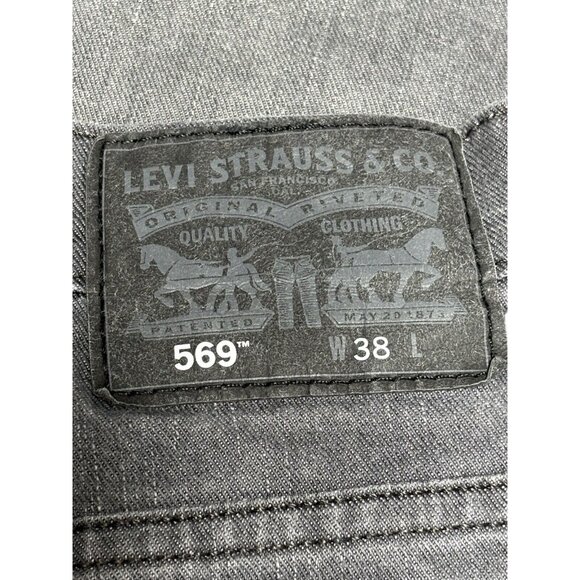 LEVI STRAUSS & CO.
SAN FRANCISCO
ORIGINAL RIVETED
QUALITY CLOTHING
PATENTED MAY 20 1873
569™ W 38 L